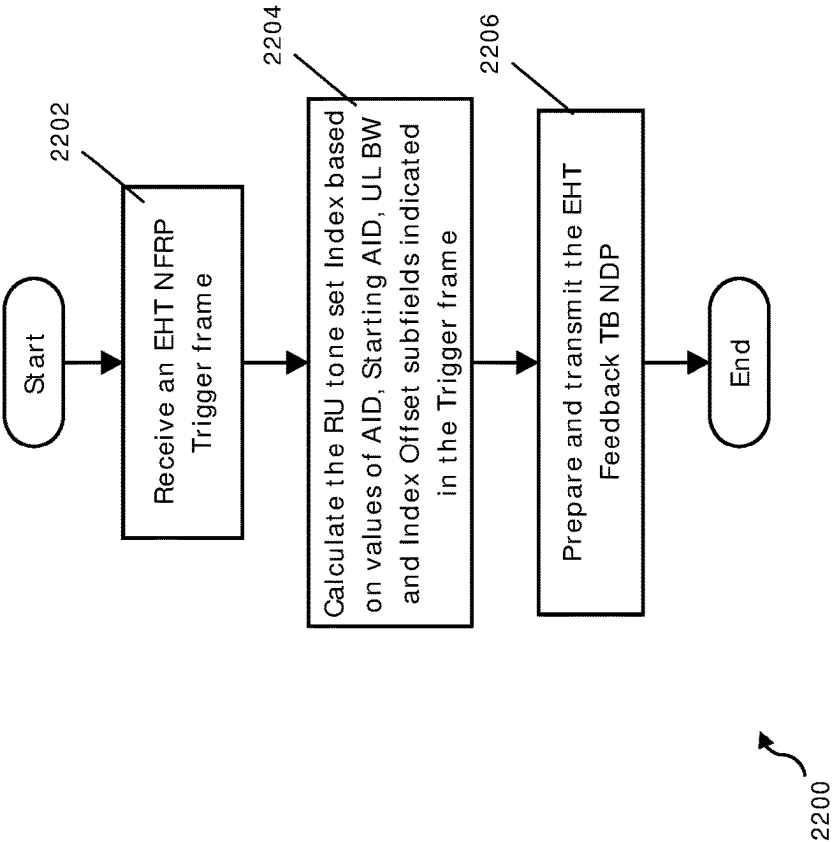 Start
2202
Receive an EHT NFRP
Trigger frame
2204
Calculate the RU tone set Index based
on values of AID, Starting AID, UL BW
and Index Offset subfields indicated
in the Trigger frame
2206
Prepare and transmit the EHT
Feedback TB NDP
End
2200